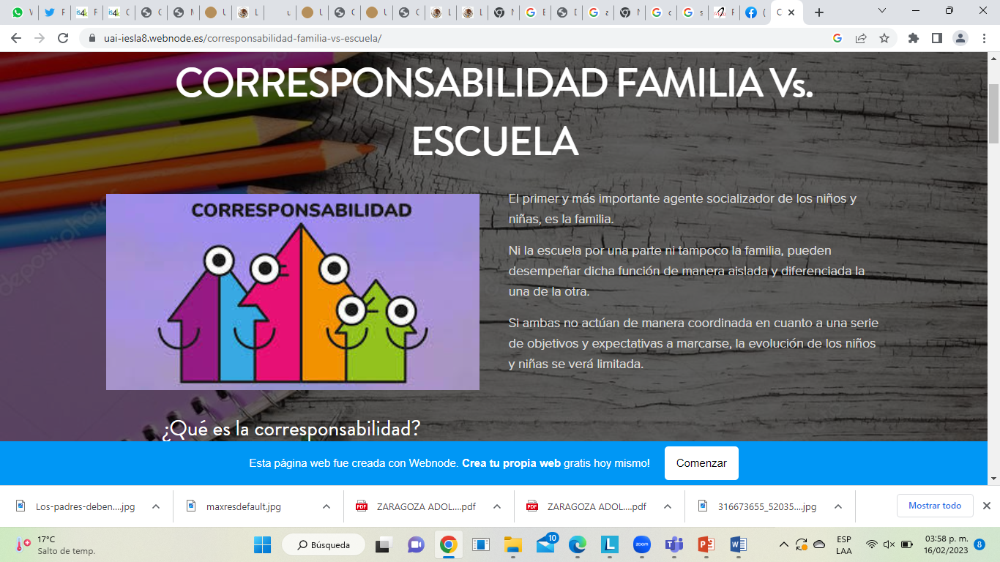 uai-iesla8.webnode.es/corresponsabilidad-familia-vs-escuela/
CORRESPONSABILIDAD FAMILIA Vs.
ESCUELA
CORRESPONSABILIDAD
El primer y más importante agente socializador de los niños y
niñas, es la familia.
Ni la escuela por una parte ni tampoco la familia, pueden
desempeñar dicha función de manera aislada y diferenciada la
una de la otra.
Si ambas no actúan de manera coordinada en cuanto a una serie
de objetivos y expectativas a marcarse, la evolución de los niños
y niñas se verá limitada.
¿Qué es la corresponsabilidad?
Esta página web fue creada con Webnode. Crea tu propia web gratis hoy mismo!
Comenzar
Los-padres-deben....jpg
maxresdefault.jpg
ZARAGOZA ADOL....pdf
ZARAGOZA ADOL....pdf
316673655_52035....jpg
Mostrar todo
17°C
Salto de temp.
Búsqueda
10
zoom
ESP
LAA
03:58 p. m.
16/02/2023
8